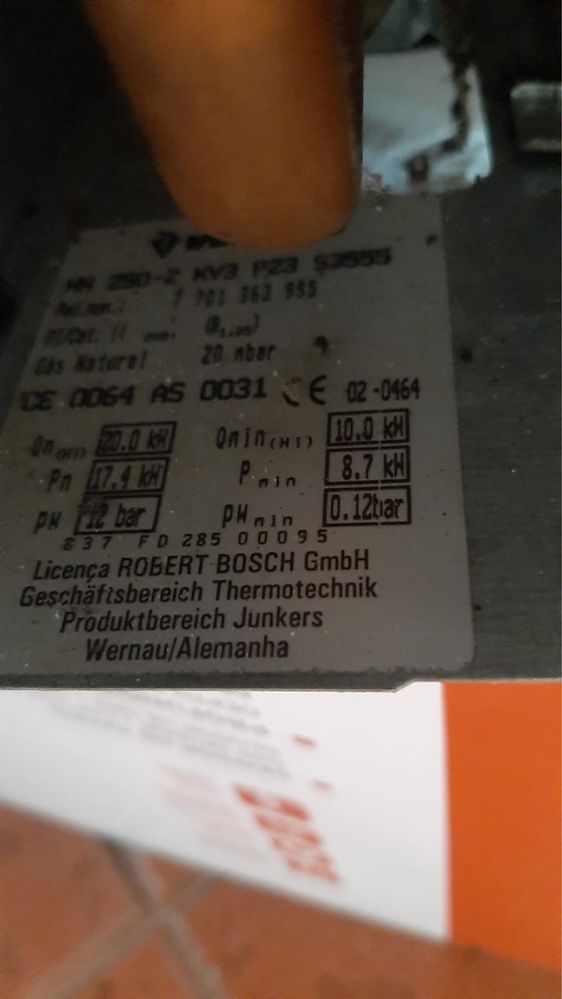 HN 250-2 KV3 P23 S3555
7 701 363 955
II
Gás Natural 20 mbar
CE 0064 AS 0031 CE 02-0464
Qn(HI) 20.0 kW Qmin(HI) 10.0 kW
Pn 17.4 kW Pmin 8.7 kW
pw 12 bar pwmin 0.12bar
837 FD 285 00095
Licença ROBERT BOSCH GmbH
Geschäftsbereich Thermotechnik
Produktbereich Junkers
Wernau/Alemanha